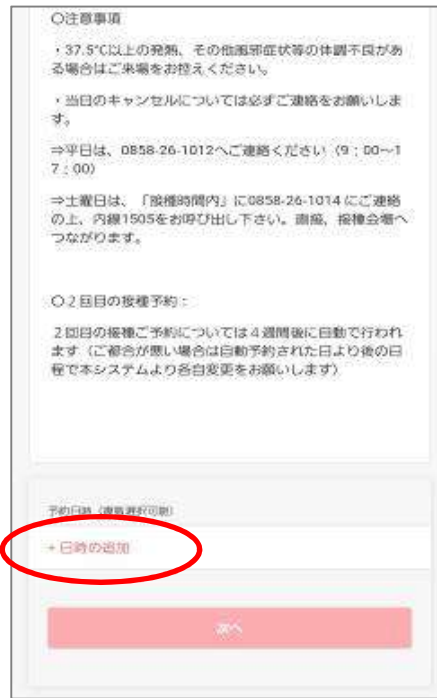 〇注意事項
・37.5℃以上の発熱、その他風邪症状等の体調不良があ
る場合はご来場をお控えください。
・当日のキャンセルについては必ずご連絡をお願いしま
す。
⇒平日は、0858-26-1012へご連絡ください（9：00〜1
7：00）
⇒土曜日は、「接種時間内」に0858-26-1014 にご連絡
の上、内線1505をお呼び出し下さい。直接、接種会場へ
つながります。
〇２回目の接種予約：
２回目の接種ご予約については４週間後に自動で行われ
ます（ご都合が悪い場合は自動予約された日より後の日
程で本システムより各自変更をお願いします）
予約日時（複数選択可能）
+ 日時の追加
次へ